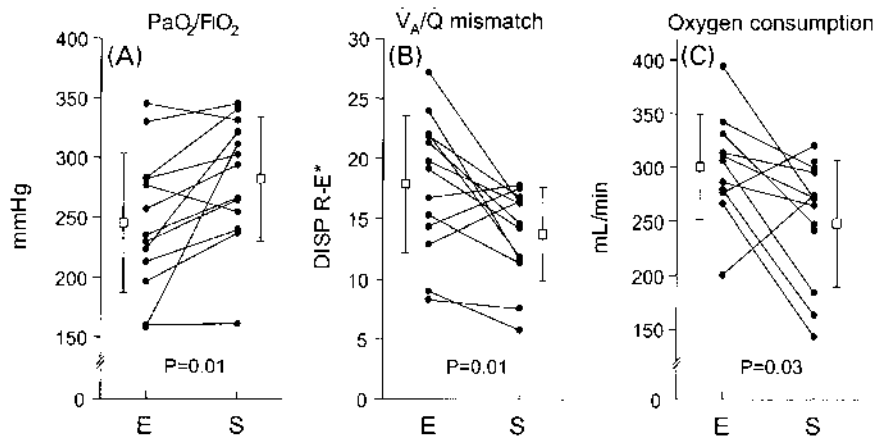 PaO₂/FIO₂
(A)
mmHg
400
350
300
250
200
150
0
P=0.01
E S
V̇A/Q̇ mismatch
(B)
DISP R-E*
30
25
20
15
10
5
0
P=0.01
E S
Oxygen consumption
(C)
mL/min
400
350
300
250
200
150
0
P=0.03
E S